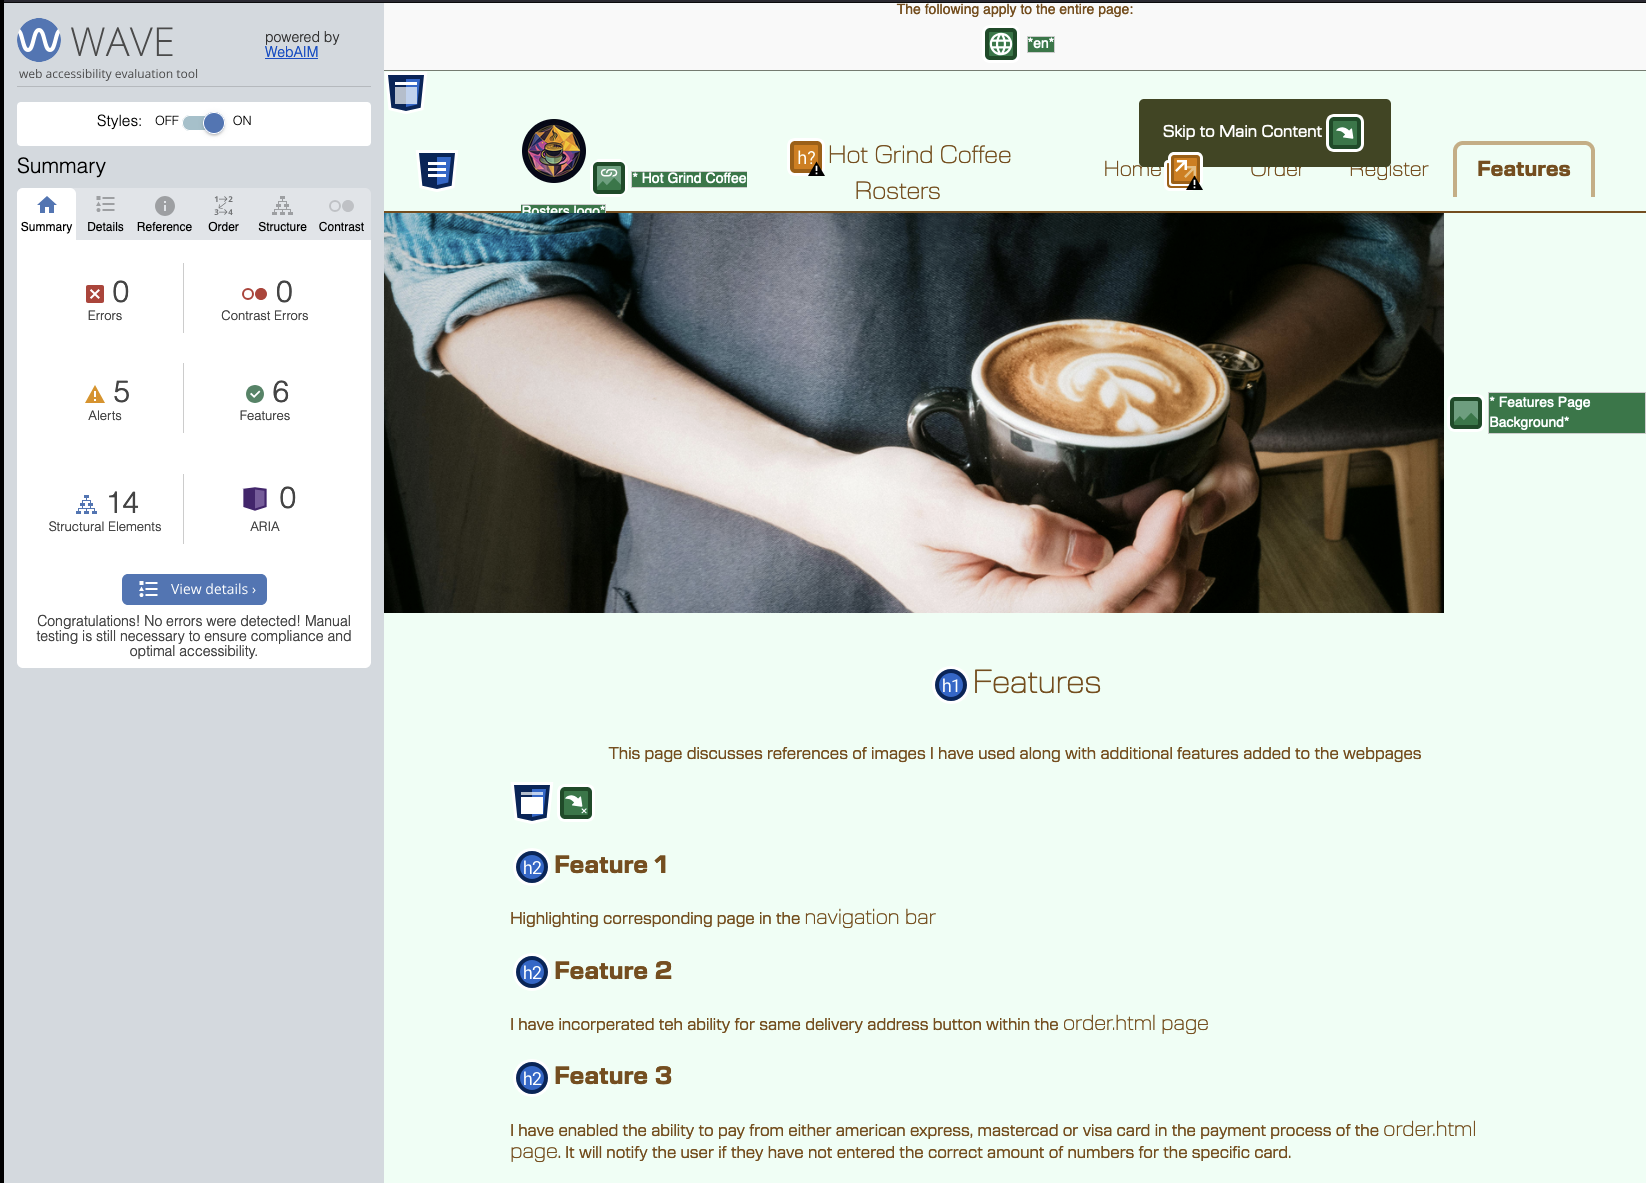 WAVE
powered by
WebAIM
web accessibility evaluation tool
Styles: OFF ON
Summary
Summary Details Reference Order Structure Contrast
1→2
3→4
0
Errors
0
Contrast Errors
5
Alerts
6
Features
14
Structural Elements
0
ARIA
View details ›
Congratulations! No errors were detected! Manual
testing is still necessary to ensure compliance and
optimal accessibility.
The following apply to the entire page:
*en*
* Hot Grind Coffee
Rosters logo*
h? Hot Grind Coffee
Rosters
Skip to Main Content
Home Order Register Features
* Features Page
Background*
h1 Features
This page discusses references of images I have used along with additional features added to the webpages
h2 Feature 1
Highlighting corresponding page in the navigation bar
h2 Feature 2
I have incorperated teh ability for same delivery address button within the order.html page
h2 Feature 3
I have enabled the ability to pay from either american express, mastercad or visa card in the payment process of the order.html
page. It will notify the user if they have not entered the correct amount of numbers for the specific card.